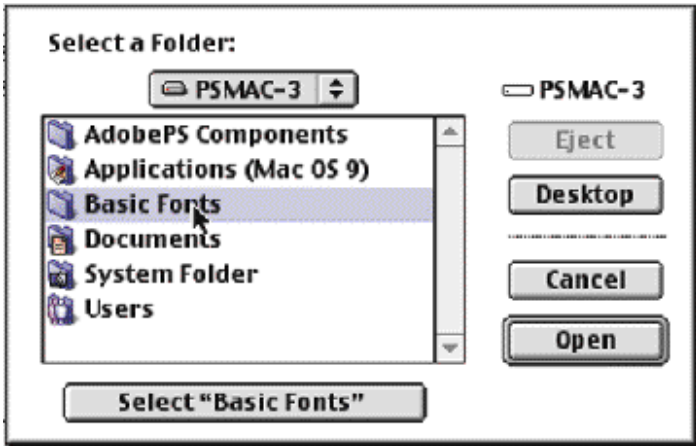 Select a Folder:
PSMAC-3
PSMAC-3
AdobePS Components
Applications (Mac OS 9)
Basic Fonts
Documents
System Folder
Users
Eject
Desktop
Cancel
Open
Select “Basic Fonts”